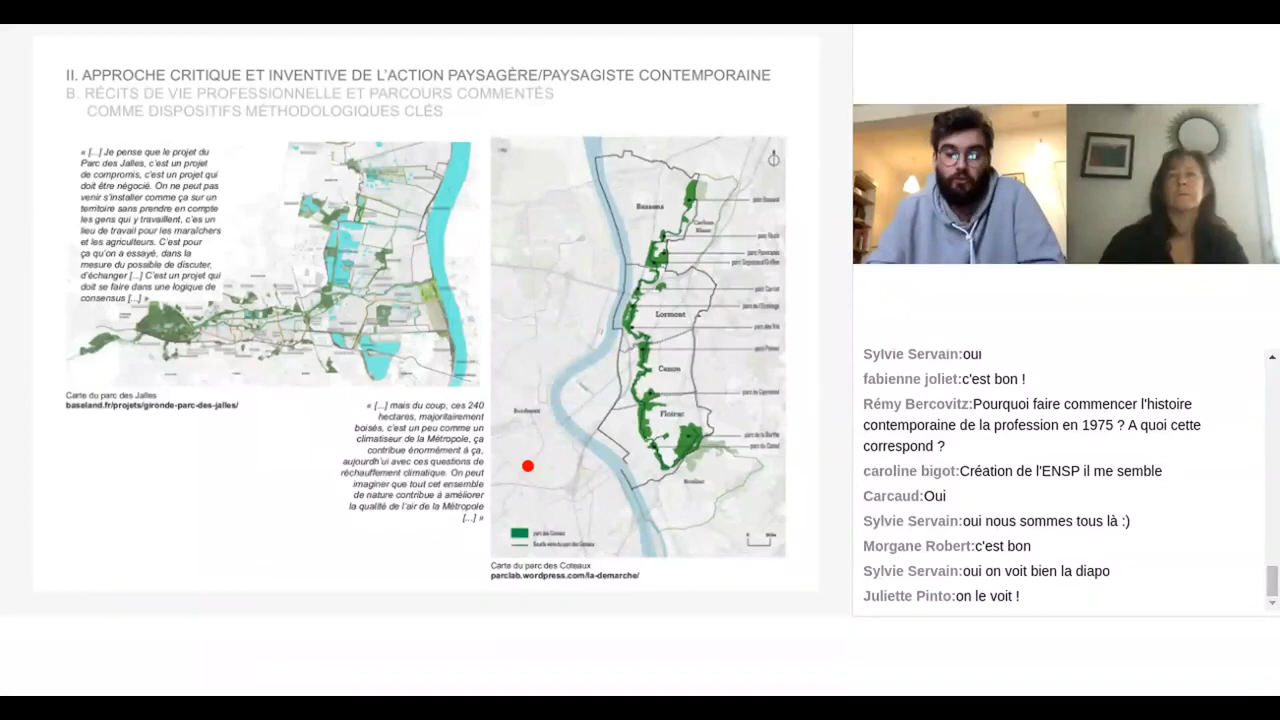 II. APPROCHE CRITIQUE ET INVENTIVE DE L'ACTION PAYSAGÈRE/PAYSAGISTE CONTEMPORAINE
B. RÉCITS DE VIE PROFESSIONNELLE ET PARCOURS COMMENTÉS
COMME DISPOSITIFS MÉTHODOLOGIQUES CLÉS
« [...] Je pense que le projet du
Parc des Jalles, c'est un projet
de compromis, c'est un projet qui
doit être négocié. On ne peut pas
venir s'installer comme ça sur un
territoire sans prendre en compte
les gens qui y travaillent, c'es un
lieu de travail pour les maraîchers
et les agriculteurs. C'est pour
ça qu'on a essayé, dans la
mesure du possible de discuter,
d'échanger [...] C'est un projet qui
doit se faire dans une logique de
consensus [...] »
Carte du parc des Jalles
baseland.fr/projets/gironde-parc-des-jalles/
« [...] mais du coup, ces 240
hectares, majoritairement
boisés, c'est un peu comme un
climatiseur de la Métropole, ça
contribue énormément à ça,
aujourd'hui avec ces questions de
réchauffement climatique. On peut
imaginer que tout cet ensemble
de nature contribue à améliorer
la qualité de l'air de la Métropole
[...] »
Bassens
Carbon
Blanc
Lormont
Cenon
Floirac
Bordeaux
Bouliac
parc des Coteaux
Carte du parc des Coteaux
parclab.wordpress.com/la-demarche/
Sylvie Servain:oui
fabienne joliet:c'est bon !
Rémy Bercovitz:Pourquoi faire commencer l'histoire
contemporaine de la profession en 1975 ? A quoi cette
correspond ?
caroline bigot:Création de l'ENSP il me semble
Carcaud:Oui
Sylvie Servain:oui nous sommes tous là :)
Morgane Robert:c'est bon
Sylvie Servain:oui on voit bien la diapo
Juliette Pinto:on le voit !